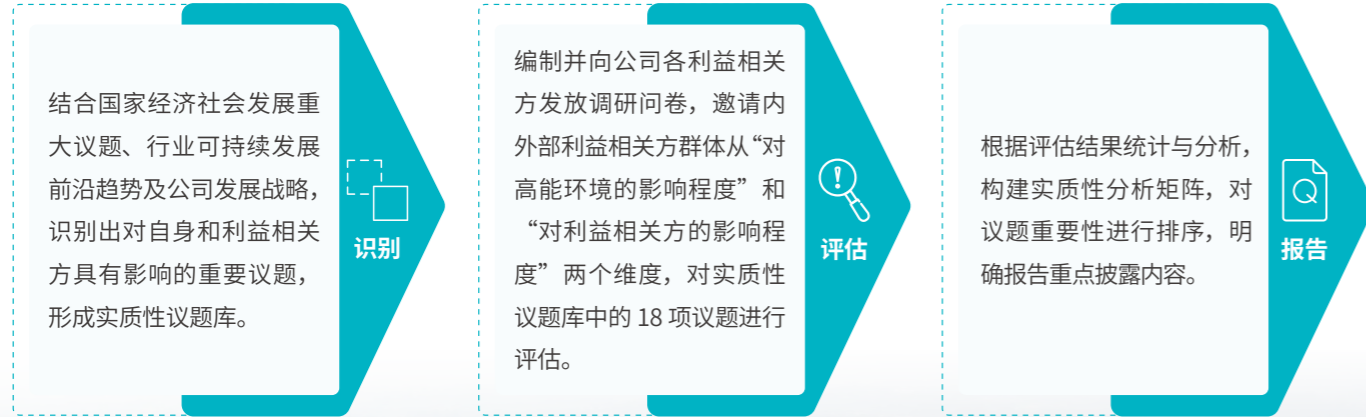 结合国家经济社会发展重
大议题、行业可持续发展
前沿趋势及公司发展战略，
识别出对自身和利益相关
方具有影响的重要议题，
形成实质性议题库。
识别
编制并向公司各利益相关
方发放调研问卷，邀请内
外部利益相关方群体从“对
高能环境的影响程度”和
“对利益相关方的影响程
度”两个维度，对实质性
议题库中的 18 项议题进行
评估。
评估
根据评估结果统计与分析，
构建实质性分析矩阵，对
议题重要性进行排序，明
确报告重点披露内容。
报告